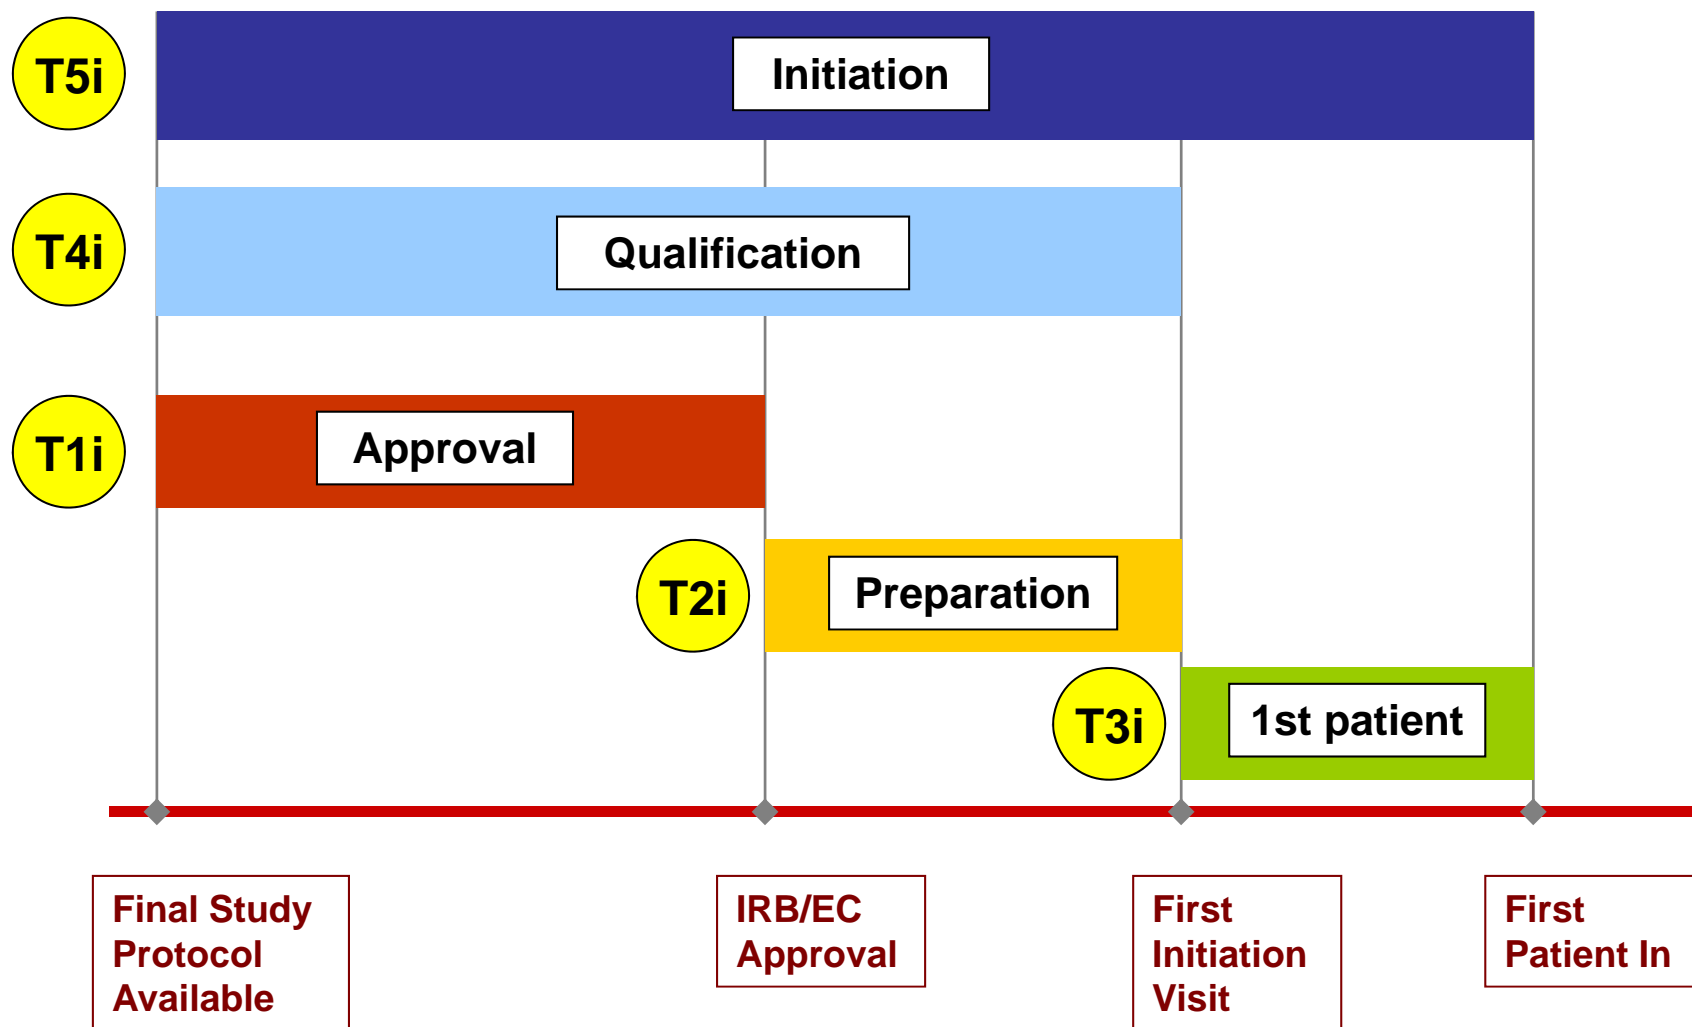 T5i
Initiation
T4i
Qualification
T1i
Approval
T2i
Preparation
T3i
1st patient
Final Study
Protocol
Available
IRB/EC
Approval
First
Initiation
Visit
First
Patient In